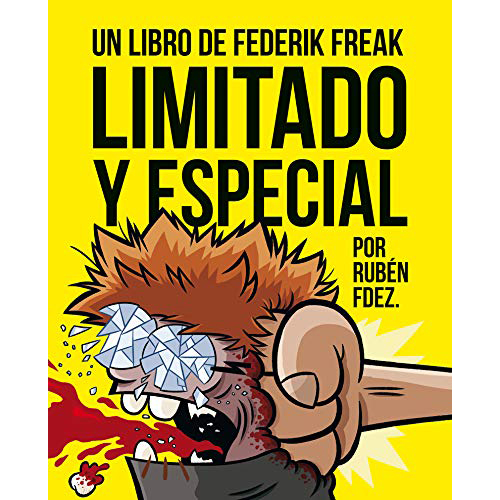 UN LIBRO DE FEDERIK FREAK
LIMITADO
Y ESPECIAL
POR
RUBÉN
FDEZ.